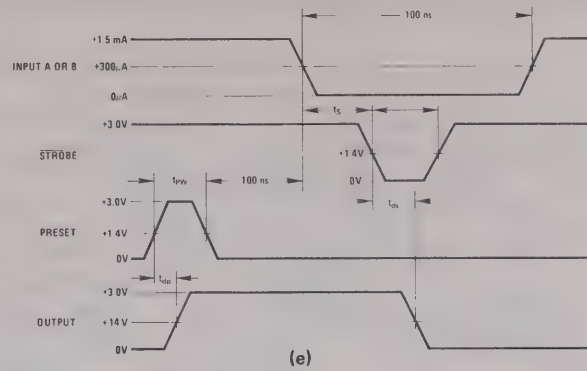 100 ns
+1 5 mA
INPUT A OR B
+300μA
0μA
tS
+3.0V
STROBE
+1 4V
0V
tds
tPW
100 ns
+3.0V
PRESET
+1 4V
0V
tdp
+3 0V
OUTPUT
+14V
0V
(e)